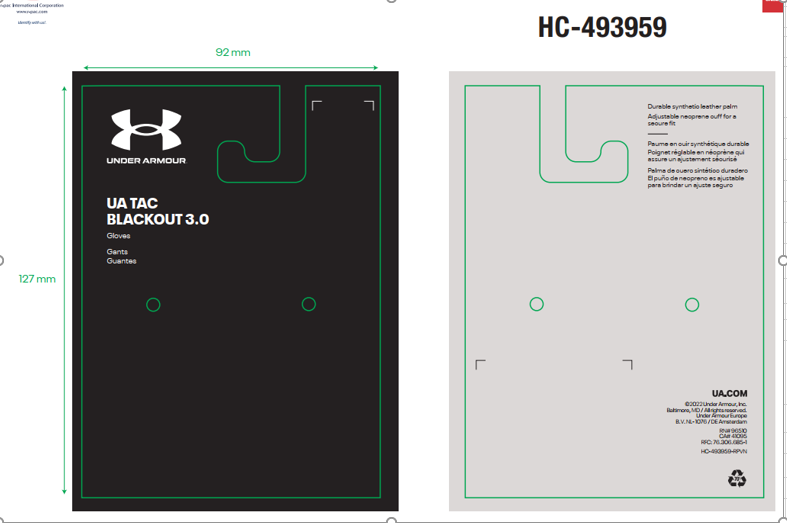 rupac International Corporation
www.rupac.com
Identify with us!
HC-493959
92 mm
127 mm
UNDER ARMOUR
UA TAC
BLACKOUT 3.0
Gloves
Gants
Guantes
Durable synthetic leather palm
Adjustable neoprene cuff for a
secure fit
Paume en cuir synthétique durable
Poignet réglable en néoprène qui
assure un ajustement sécurisé
Palma de cuero sintético duradero
El puño de neopreno es ajustable
para brindar un ajuste seguro
UA.COM
©2022 Under Armour, Inc.
Baltimore, MD / All rights reserved.
Under Armour Europe
B.V. NL-1076 / DE Amsterdam
RN# 96510
CA# 41095
RFC: 76.306.685-1
HC-493959-RPVN